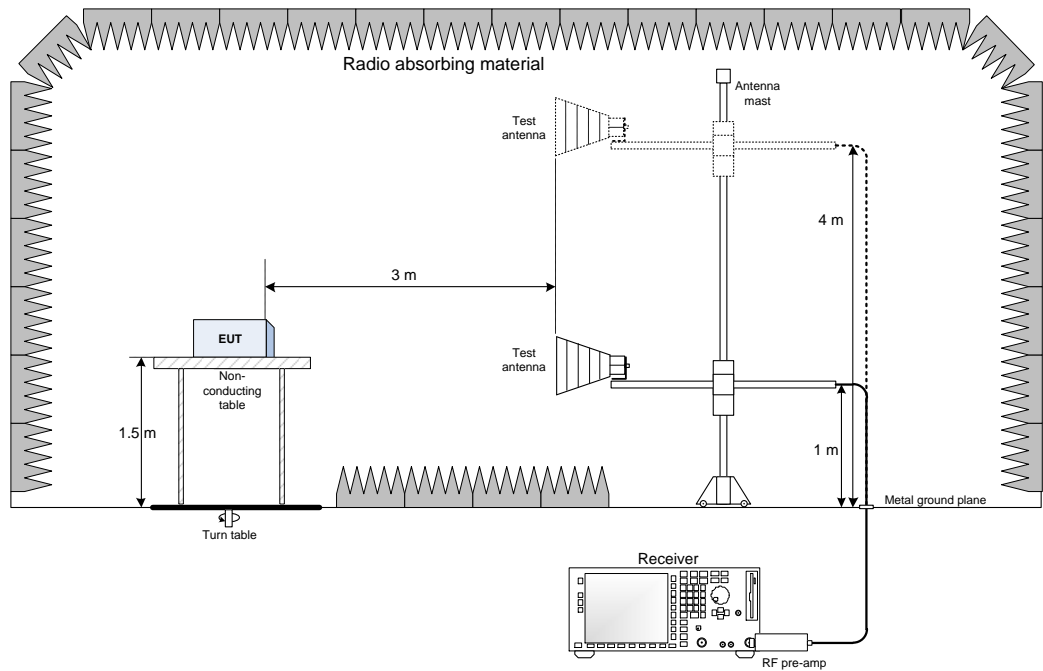 Radio absorbing material
Antenna
mast
Test
antenna
4 m
3 m
EUT
Test
antenna
Non-
conducting
table
1.5 m
1 m
Metal ground plane
Turn table
Receiver
RF pre-amp